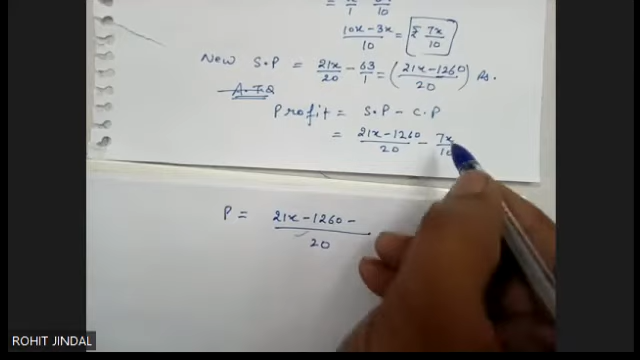 10x-3x/10 = ₹ 7x/10
New S.P = 21x/20 - 63/1 = (21x-1260/20) Rs.
A.T.Q
Profit = S.P - C.P
= 21x-1260/20 - 7x/10
P = 21x-1260-/20
ROHIT JINDAL